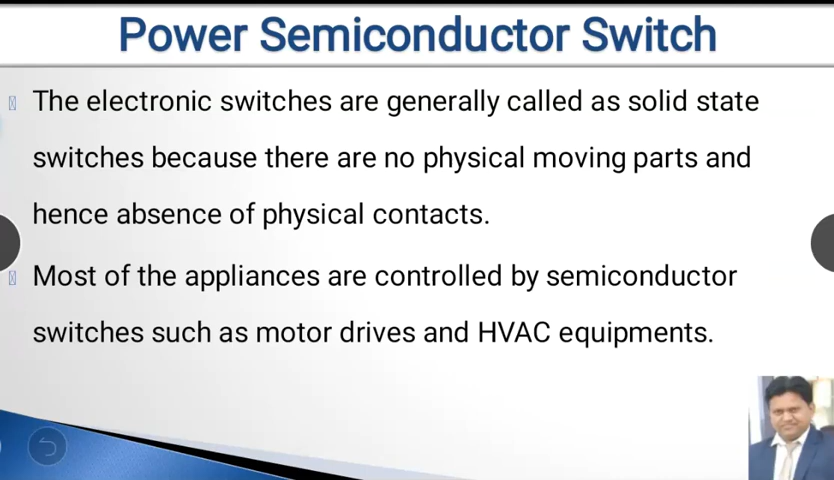 Power Semiconductor Switch
The electronic switches are generally called as solid state
switches because there are no physical moving parts and
hence absence of physical contacts.
Most of the appliances are controlled by semiconductor
switches such as motor drives and HVAC equipments.